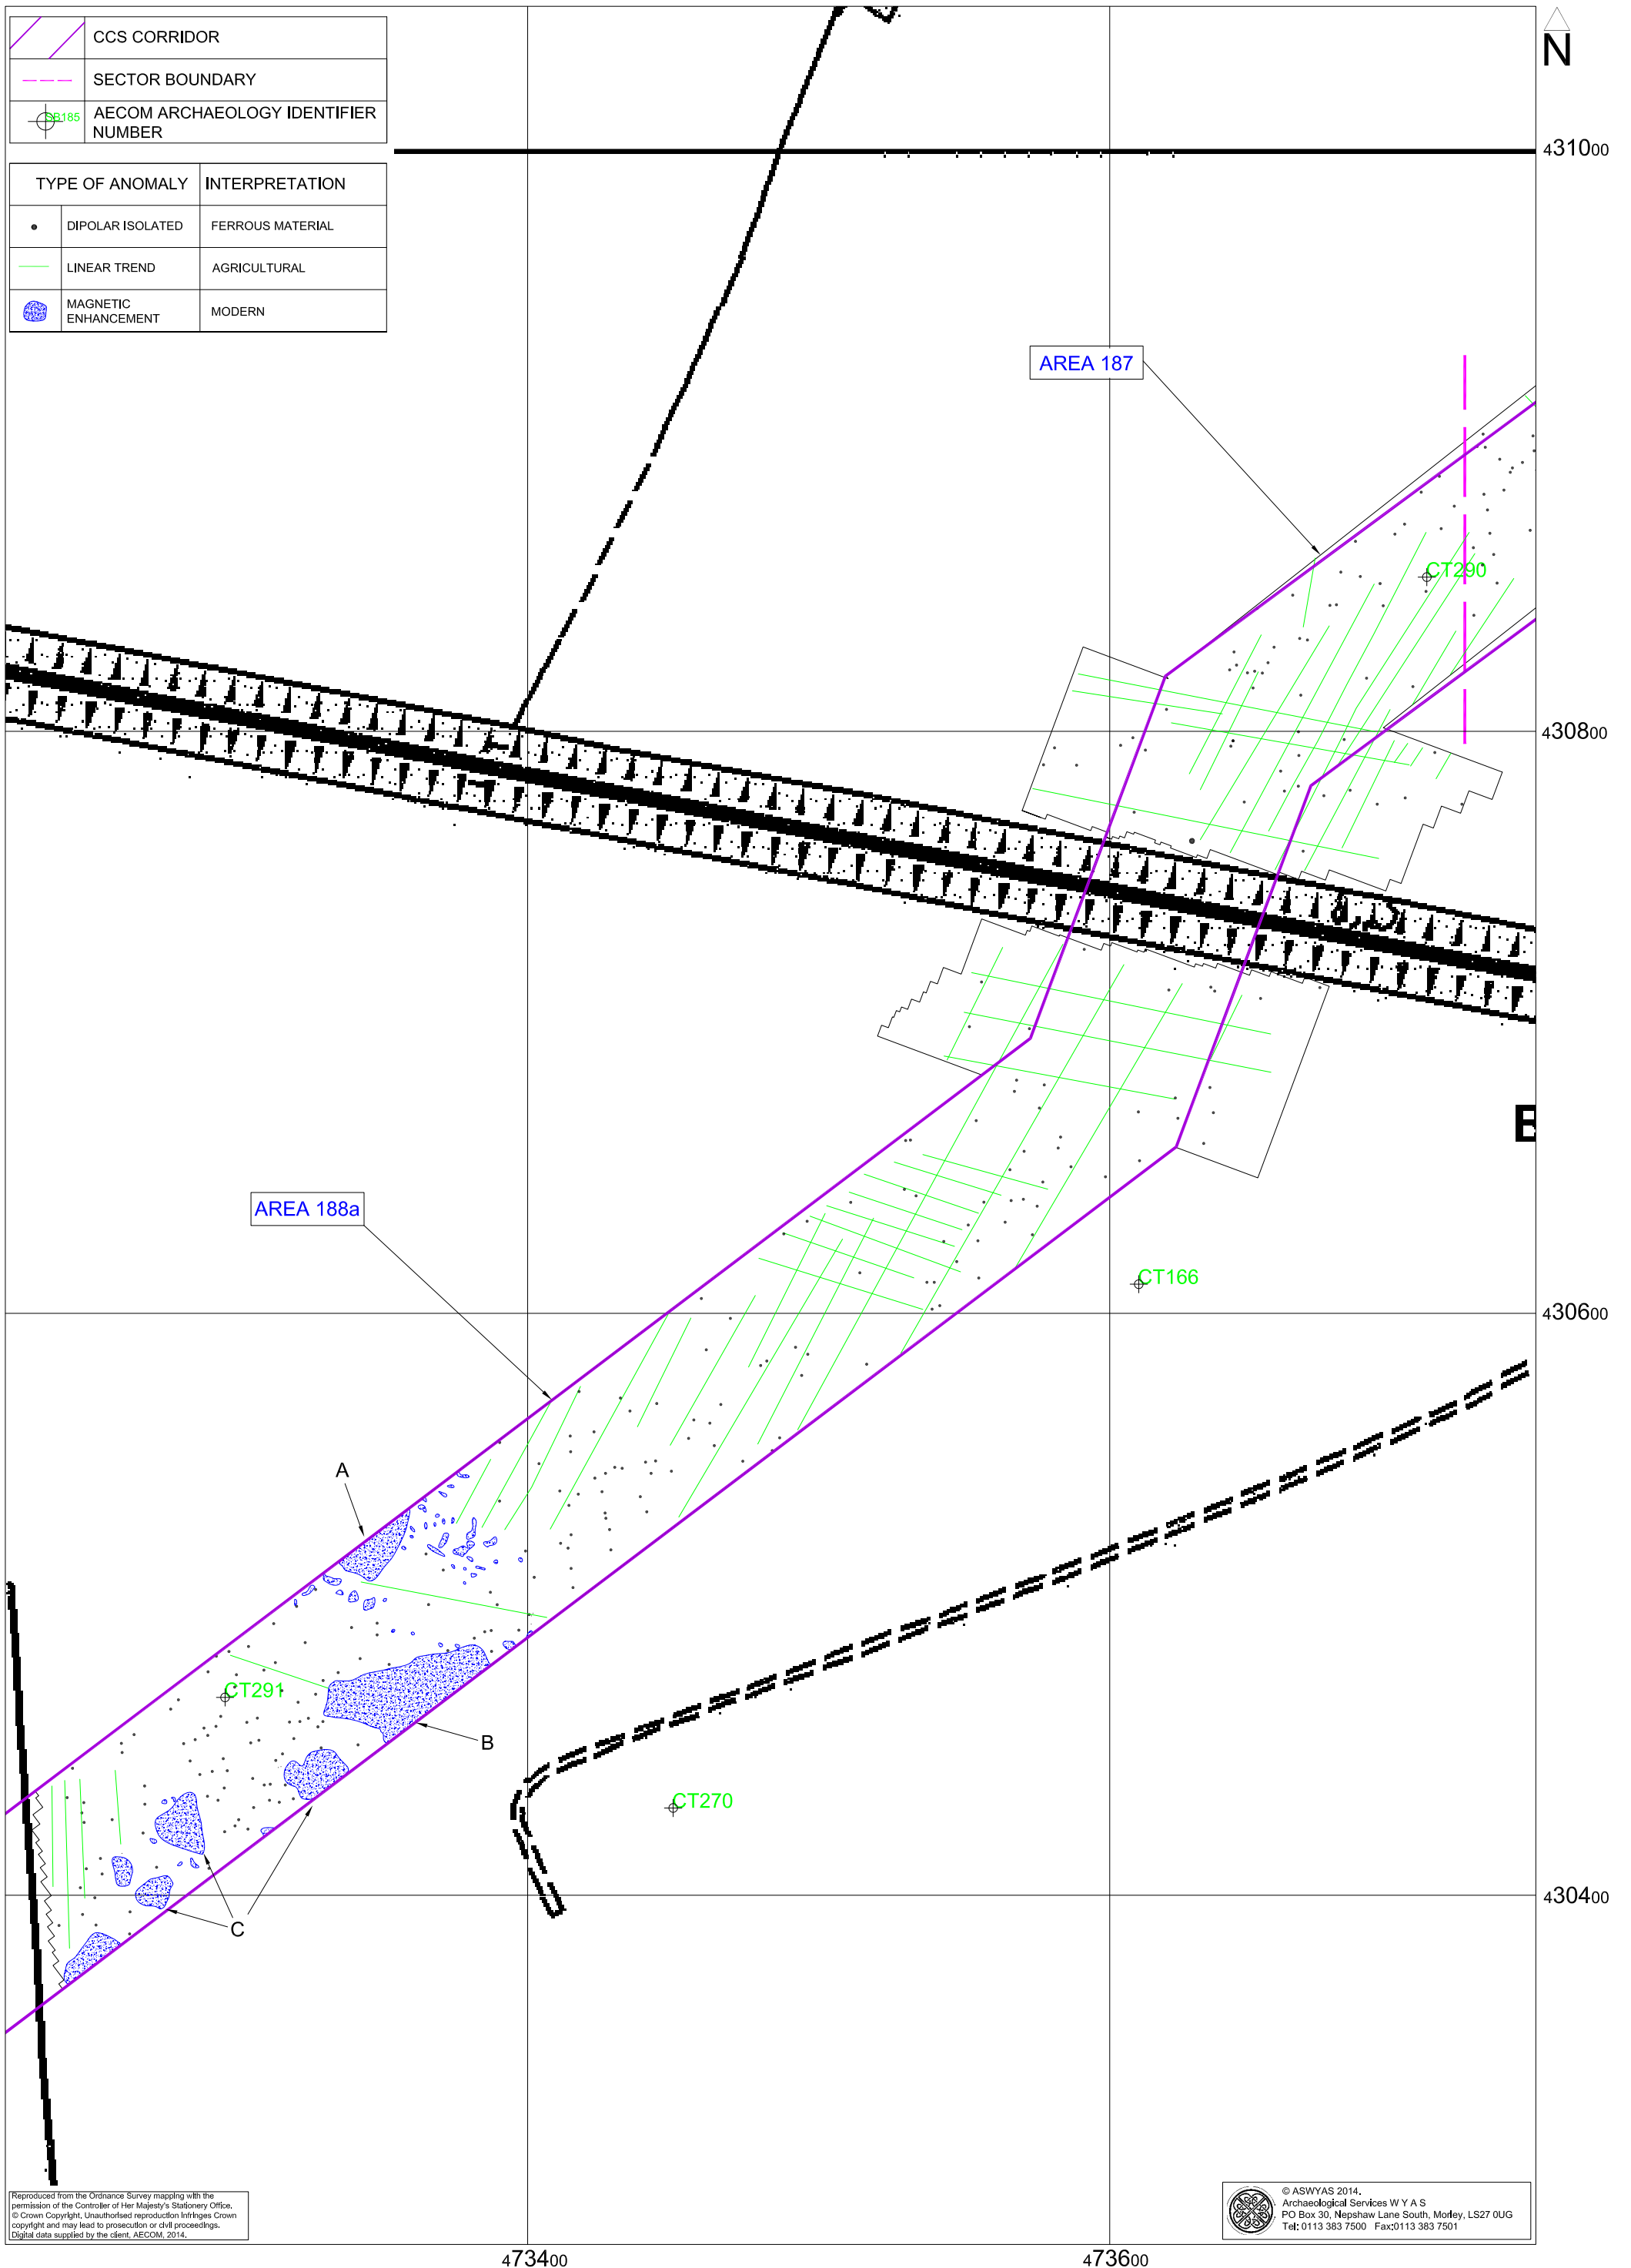 CCS CORRIDOR
SECTOR BOUNDARY
SB185
AECOM ARCHAEOLOGY IDENTIFIER
NUMBER
TYPE OF ANOMALY INTERPRETATION
DIPOLAR ISOLATED FERROUS MATERIAL
LINEAR TREND AGRICULTURAL
MAGNETIC
ENHANCEMENT
MODERN
N
431000
AREA 187
CT290
430800
B
AREA 188a
CT166
430600
A
CT291
B
CT270
C
430400
Reproduced from the Ordnance Survey mapping with the
permission of the Controller of Her Majesty's Stationery Office.
© Crown Copyright. Unauthorised reproduction infringes Crown
copyright and may lead to prosecution or civil proceedings.
Digital data supplied by the client, AECOM, 2014.
© ASWYAS 2014.
Archaeological Services W Y A S
PO Box 30, Nepshaw Lane South, Morley, LS27 0UG
Tel: 0113 383 7500 Fax:0113 383 7501
473400 473600